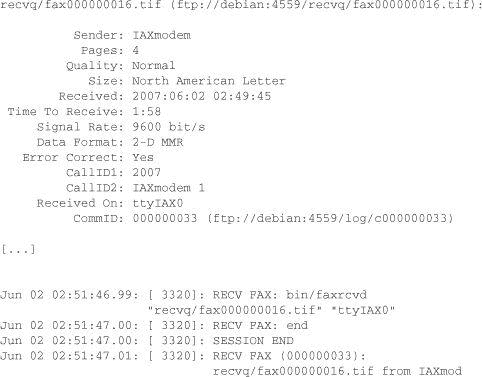 recvq/fax000000016.tif (ftp://debian:4559/recvq/fax000000016.tif):
Sender: IAXmodem
Pages: 4
Quality: Normal
Size: North American Letter
Received: 2007:06:02 02:49:45
Time To Receive: 1:58
Signal Rate: 9600 bit/s
Data Format: 2-D MMR
Error Correct: Yes
CallID1: 2007
CallID2: IAXmodem 1
Received On: ttyIAX0
CommID: 000000033 (ftp://debian:4559/log/c000000033)
[...]
Jun 02 02:51:46.99: [ 3320]: RECV FAX: bin/faxrcvd
"recvq/fax000000016.tif" "ttyIAX0"
Jun 02 02:51:47.00: [ 3320]: RECV FAX: end
Jun 02 02:51:47.00: [ 3320]: SESSION END
Jun 02 02:51:47.01: [ 3320]: RECV FAX (000000033):
recvq/fax000000016.tif from IAXmod